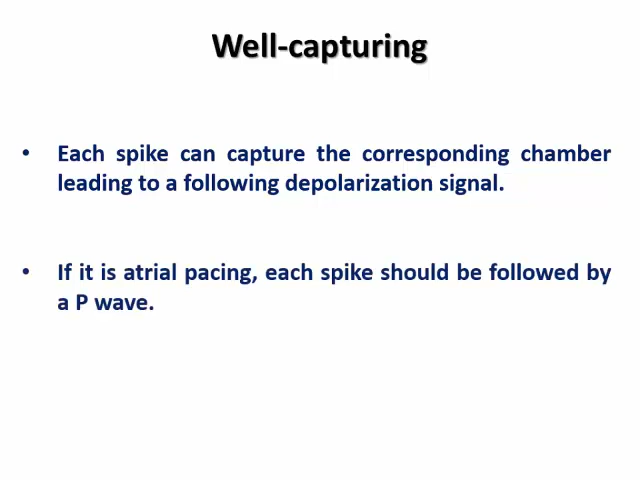 Well-capturing
• Each spike can capture the corresponding chamber
leading to a following depolarization signal.
• If it is atrial pacing, each spike should be followed by
a P wave.